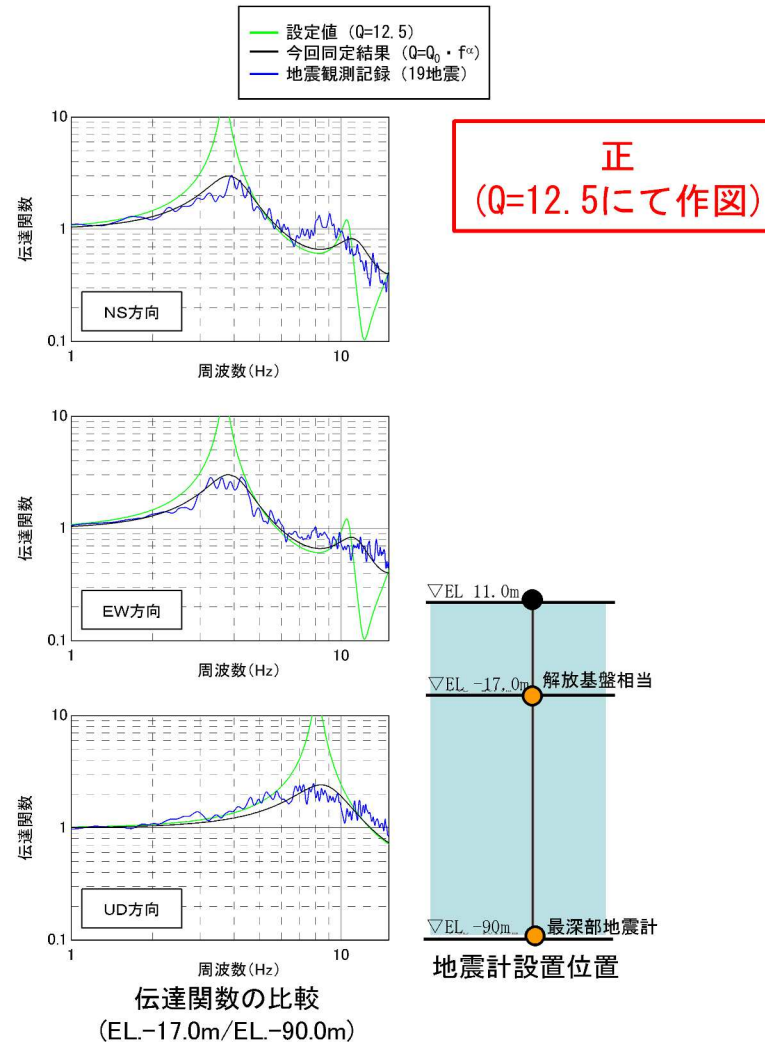 設定値（Q=12.5）
今回同定結果（Q=Q₀・fᵅ）
地震観測記録（19地震）
正
(Q=12.5にて作図)
10
伝達関数
1
NS方向
0.1
1
10
周波数(Hz)
10
伝達関数
1
EW方向
0.1
1
10
周波数(Hz)
10
伝達関数
1
UD方向
0.1
1
10
周波数(Hz)
伝達関数の比較
(EL.-17.0m/EL.-90.0m)
▽EL 11.0m
▽EL -17.0m
解放基盤相当
▽EL -90m
最深部地震計
地震計設置位置